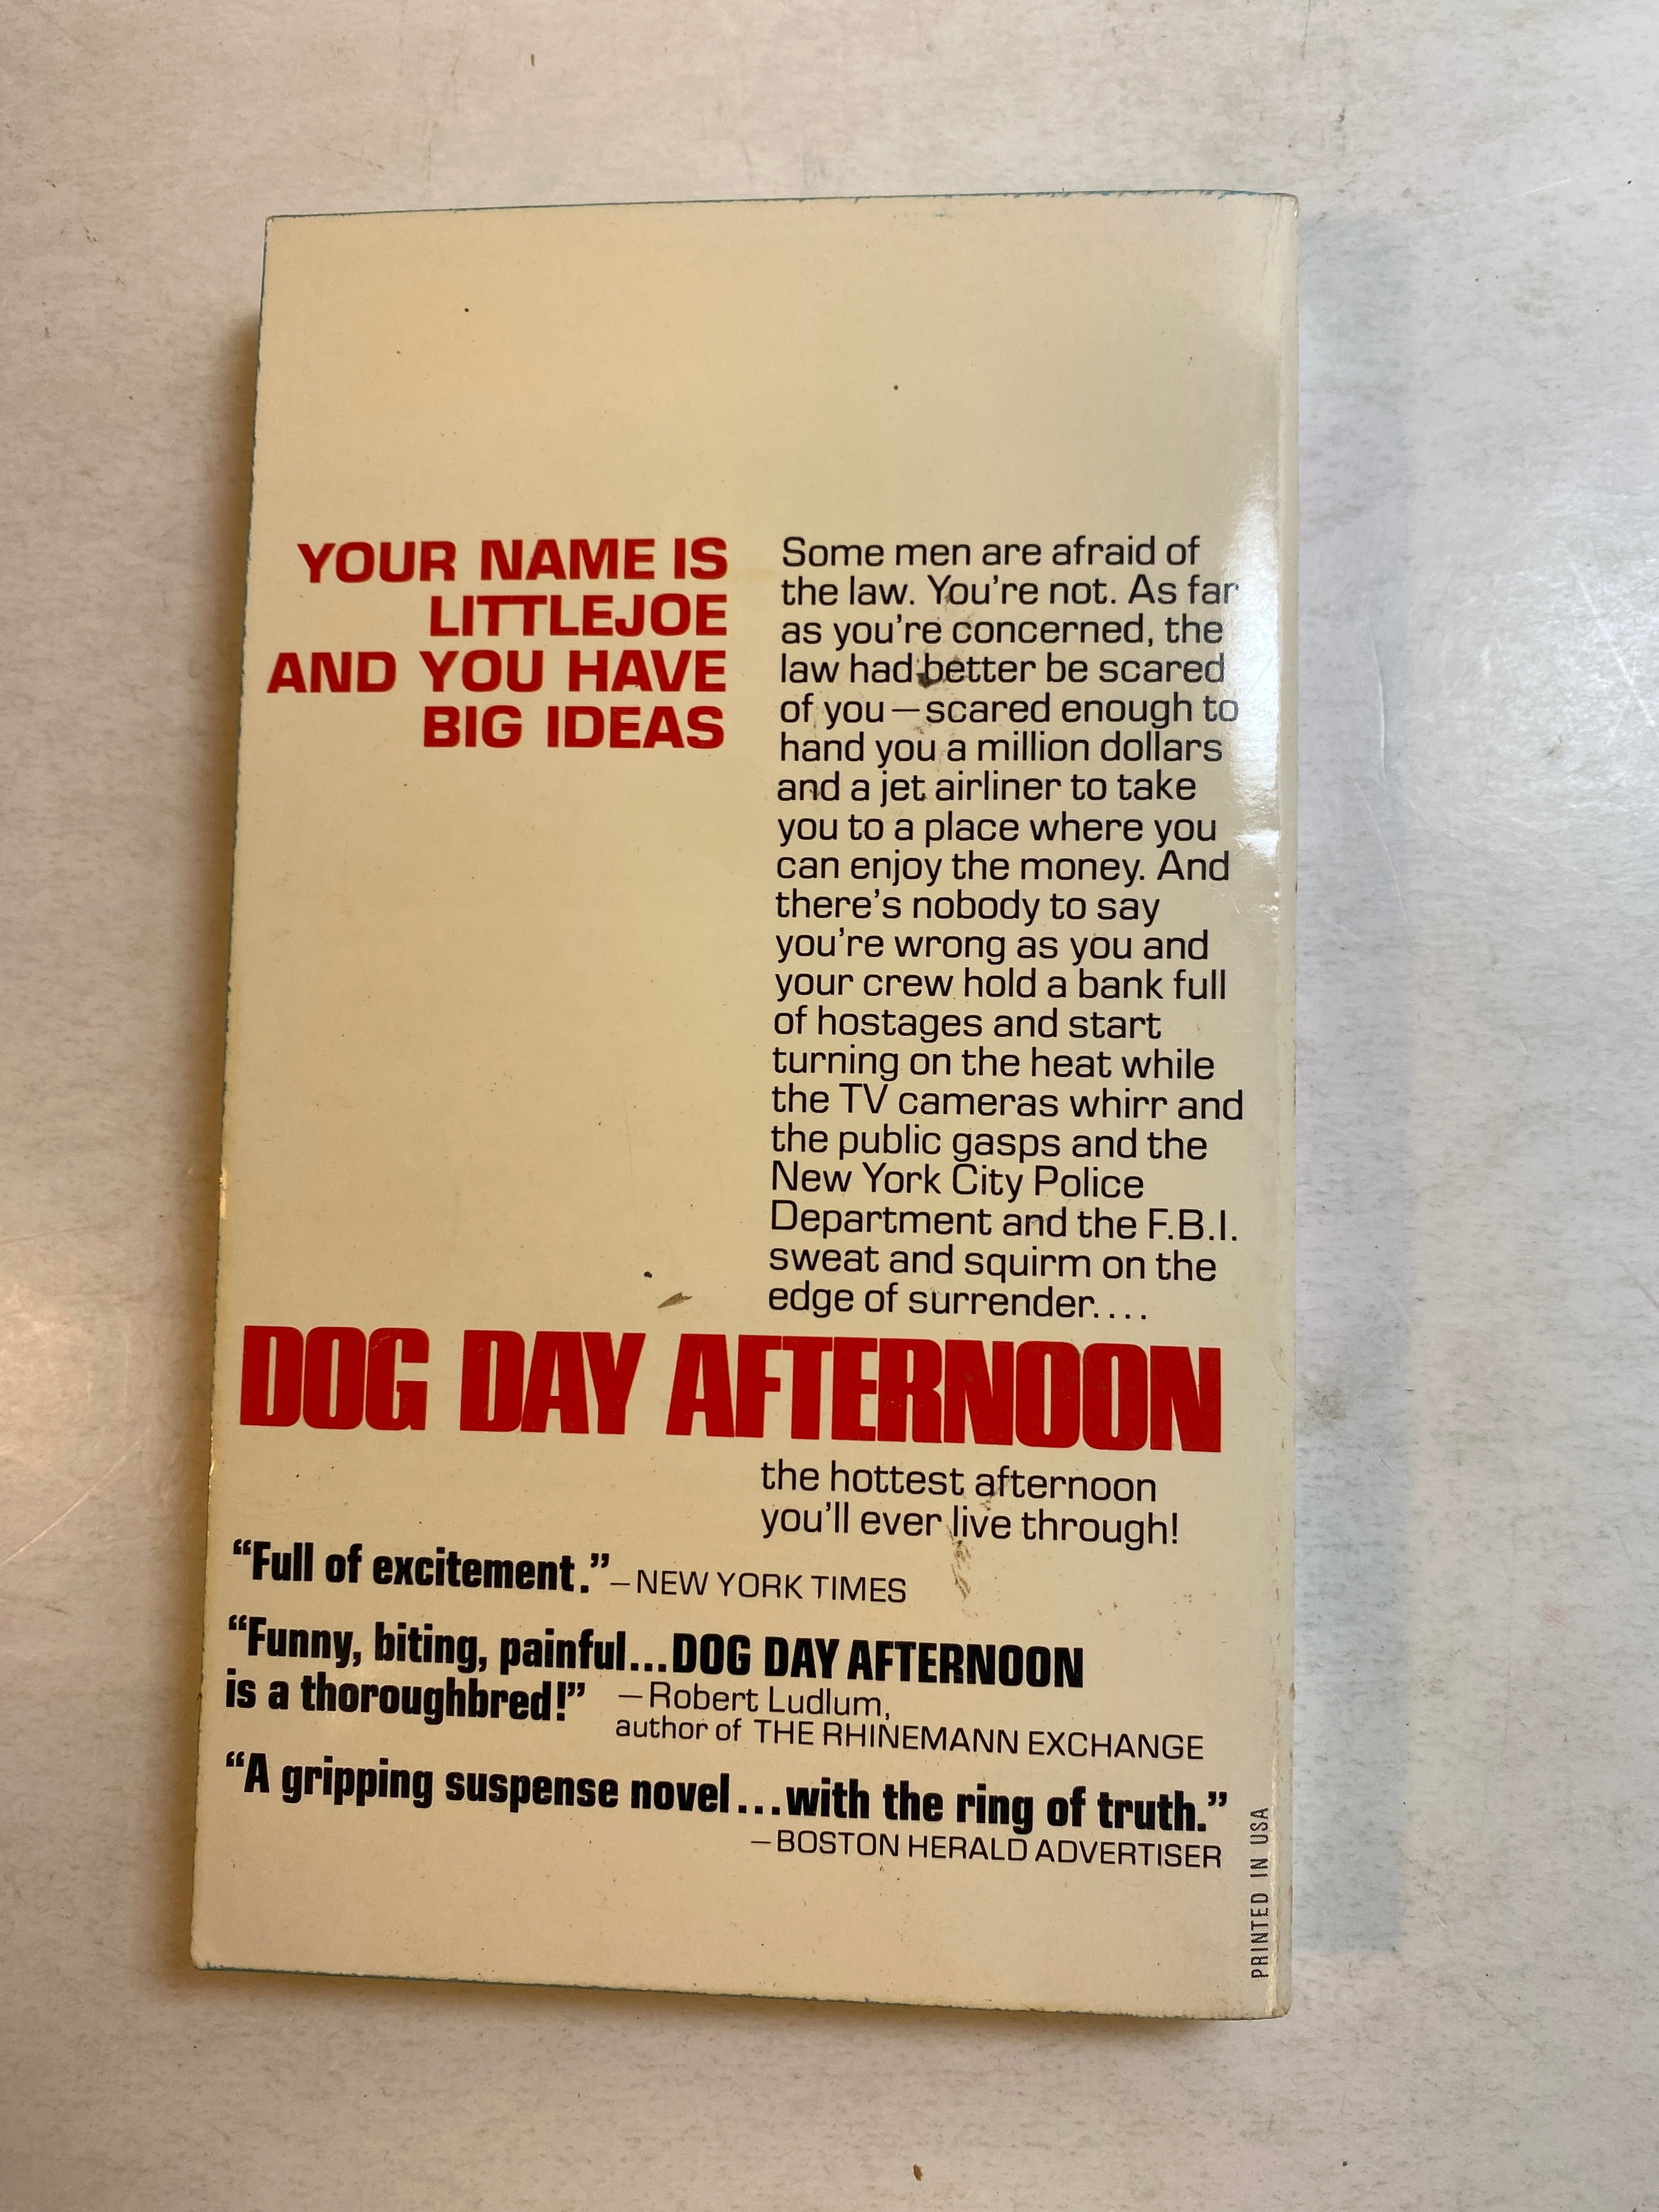 YOUR NAME IS
LITTLEJOE
AND YOU HAVE
BIG IDEAS
Some men are afraid of
the law. You're not. As far
as you're concerned, the
law had better be scared
of you—scared enough to
hand you a million dollars
and a jet airliner to take
you to a place where you
can enjoy the money. And
there's nobody to say
you're wrong as you and
your crew hold a bank full
of hostages and start
turning on the heat while
the TV cameras whirr and
the public gasps and the
New York City Police
Department and the F.B.I.
sweat and squirm on the
edge of surrender....
DOG DAY AFTERNOON
the hottest afternoon
you'll ever live through!
“Full of excitement.”—NEW YORK TIMES
“Funny, biting, painful...DOG DAY AFTERNOON
is a thoroughbred!” —Robert Ludlum,
author of THE RHINEMANN EXCHANGE
“A gripping suspense novel...with the ring of truth.”
—BOSTON HERALD ADVERTISER
PRINTED IN USA